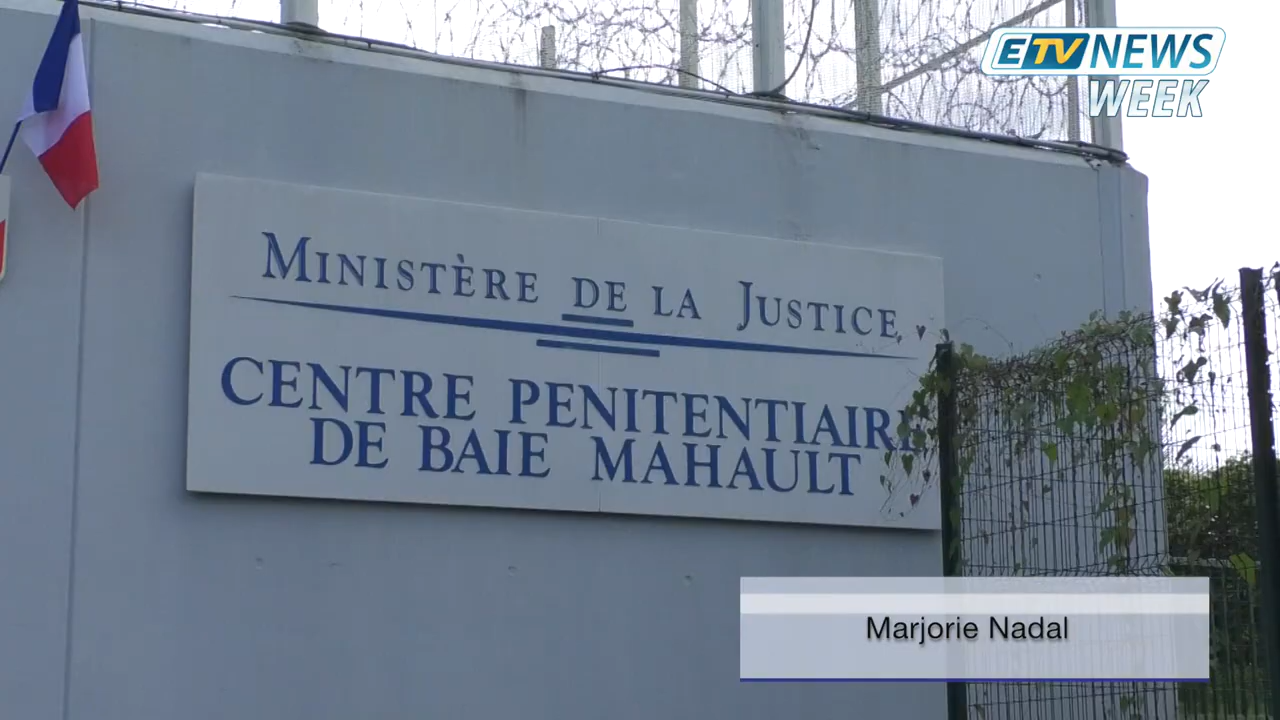 ETV NEWS
WEEK
MINISTÈRE DE LA JUSTICE
CENTRE PENITENTIAIRE
DE BAIE MAHAULT
Marjorie Nadal